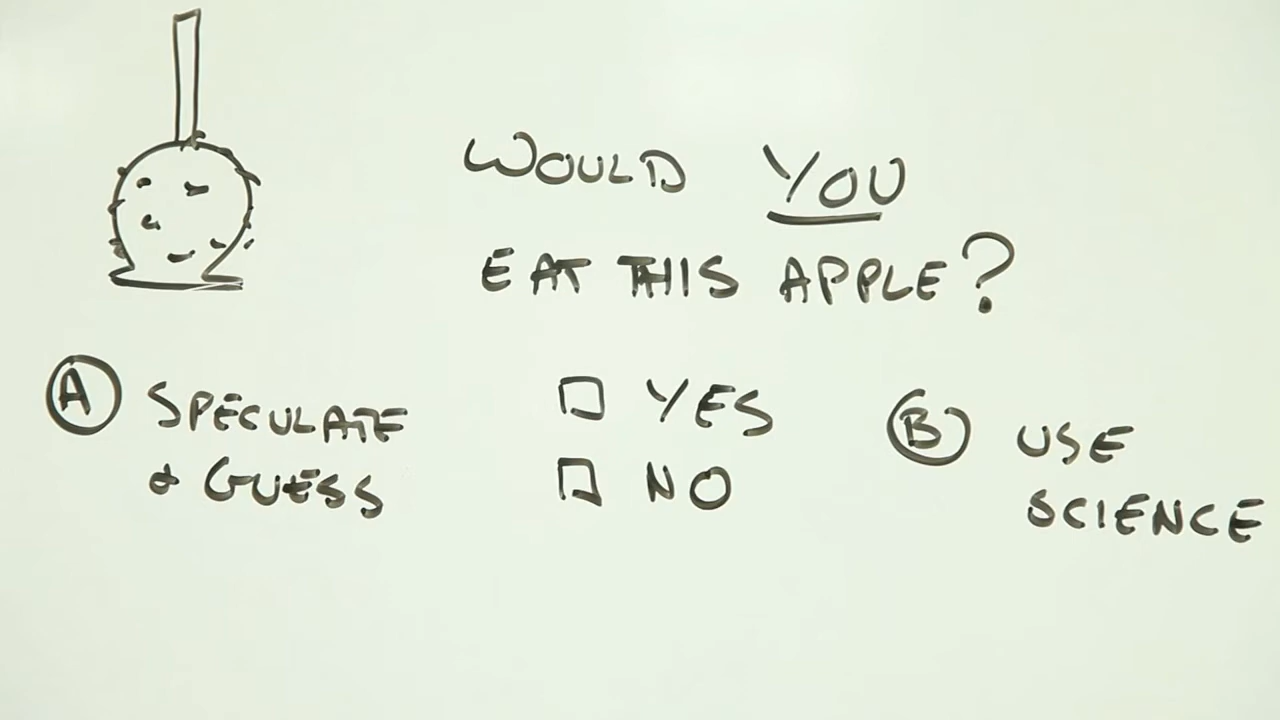 WOULD YOU
EAT THIS APPLE?
A SPECULATE
& GUESS
YES
NO
B USE
SCIENCE